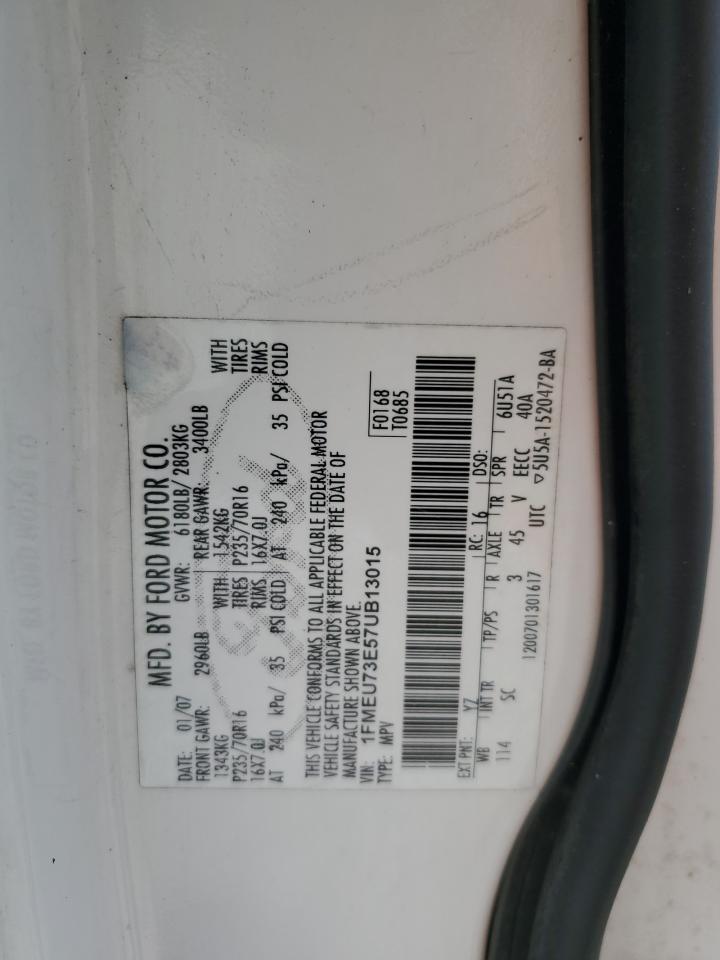 MFD. BY FORD MOTOR CO.
DATE: 01/07 GVWR: 6180LB/ 2803KG
FRONT GAWR: 2960LB REAR GAWR: 3400LB
1343KG WITH 1542KG WITH
P235/70R16 TIRES P235/70R16 TIRES
16X7.0J RIMS 16X7.0J RIMS
AT 240 kPa/ 35 PSI COLD AT 240 kPa/ 35 PSI COLD
THIS VEHICLE CONFORMS TO ALL APPLICABLE FEDERAL MOTOR
VEHICLE SAFETY STANDARDS IN EFFECT ON THE DATE OF
MANUFACTURE SHOWN ABOVE.
VIN: 1FMEU73E57UB13015
TYPE: MPV
F0168
T0685
EXT PNT: YZ RC: 16 DSO:
WB INT TR TP/PS R AXLE TR SPR 6U51A
114 SC 3 45 V EECC 40A
1200701301617 UTC ▽5U5A-1520472-BA